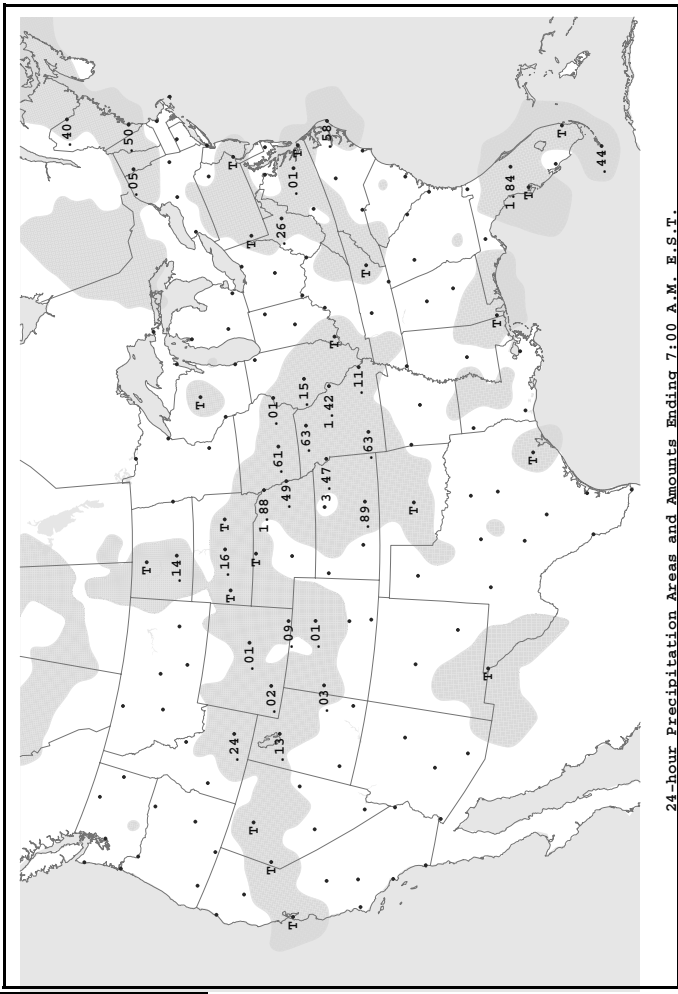 .40
.50
.05
T
.14
T
T
.16
T
T
.24
T
.01
T
T
1.88
T
.02
.01
.61
.13
.26
.49
.09
T
.01
T
.15
.63
.01
.03
3.47
.58
1.42
T
.11
.89
T
.63
T
T
T
1.84
T
T
T
.44
24-hour Precipitation Areas and Amounts Ending 7:00 A.M. E.S.T.